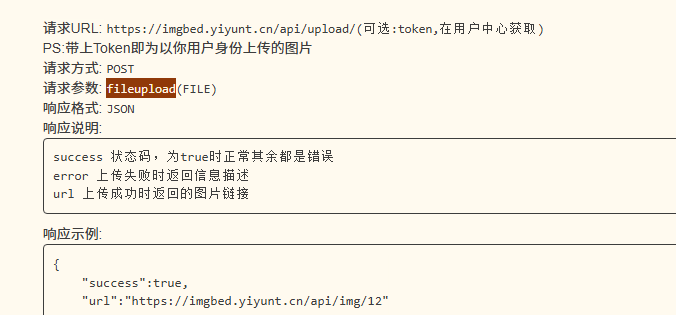 请求URL: https://imgbed.yiyunt.cn/api/upload/(可选:token,在用户中心获取)
PS:带上Token即为以你用户身份上传的图片
请求方式: POST
请求参数: fileupload(FILE)
响应格式: JSON
响应说明:
success 状态码，为true时正常其余都是错误
error 上传失败时返回信息描述
url 上传成功时返回的图片链接
响应示例:
{
    "success":true,
    "url":"https://imgbed.yiyunt.cn/api/img/12"